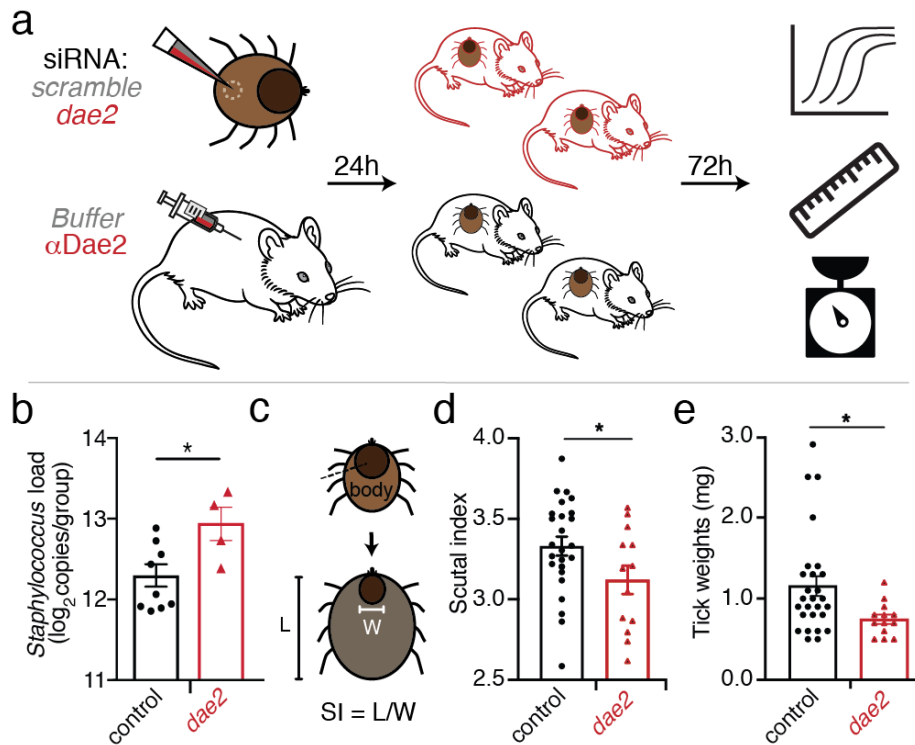 a
siRNA:
scramble
dae2
24h
72h
Buffer
αDae2
b
Staphylococcus load
(log2copies/group)
14
13
12
11
*
control
dae2
c
body
L
W
SI = L/W
d
Scutal index
4.0
3.5
3.0
2.5
*
control
dae2
e
Tick weights (mg)
3.0
2.0
1.0
0.0
*
control
dae2